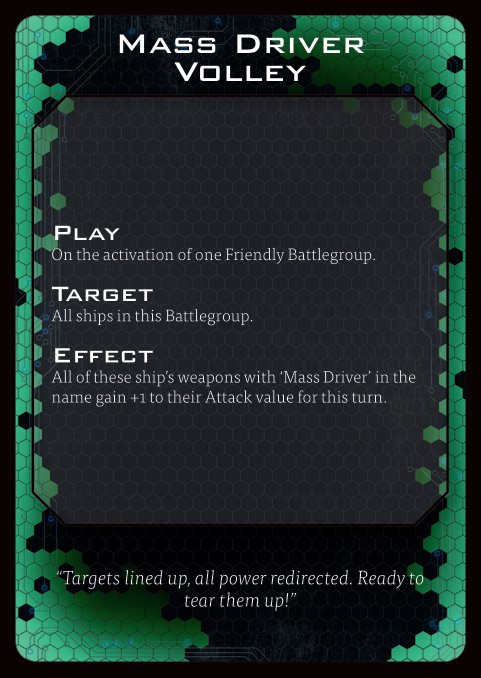 Mass Driver
Volley
Play
On the activation of one Friendly Battlegroup.
Target
All ships in this Battlegroup.
Effect
All of these ship's weapons with ‘Mass Driver’ in the
name gain +1 to their Attack value for this turn.
“Targets lined up, all power redirected. Ready to
tear them up!”